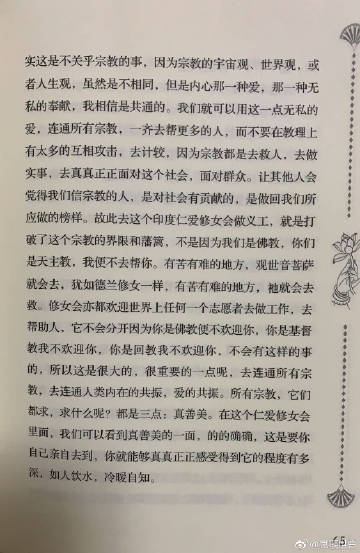 实这是不关乎宗教的事，因为宗教的宇宙观、世界观，或
者人生观，虽然是不相同，但是内心那一种爱，那一种无
私的奉献，我相信是共通的。我们就可以用这一点无私的
爱，连通所有宗教，一齐去帮更多的人，而不要在教理上
有太多的互相攻击，去计较，因为宗教都是去救人，去做
实事，去真真正正面对这个社会，面对群众。让其他人会
觉得我们信宗教的人，是对社会有贡献的，是做回我们所
应做的榜样。故此去这个印度仁爱修女会做义工，就是打
破了这个宗教的界限和藩篱，不是因为我们是佛教，你们
是天主教，我便不去帮你。有苦有难的地方，观世音菩萨
就会去，犹如德兰修女一样，有苦有难的地方，祂就会去
救。修女会亦都欢迎世界上任何一个志愿者去做工作，去
帮助人，它不会分开因为你是佛教便不欢迎你，你是基督
教我不欢迎你，你是回教我不欢迎你，不会有这样的事
的，所以这是很大的，很重要的一点呢，去连通所有宗
教，去连通人类内在的共振，爱的共振。所有宗教，它们
都求，求什么呢？都是三点：真善美。在这个仁爱修女会
里面，我们可以看到真善美的一面，的的确确，这是要你
自己亲自去到，你就能够真真正正感受得到它的程度有多
深，如人饮水，冷暖自知。